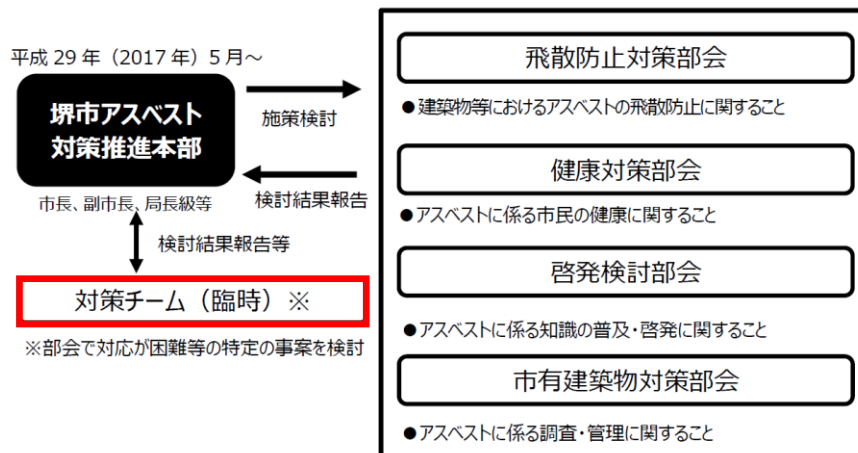 平成 29 年（2017 年）5 月～
堺市アスベスト
対策推進本部
市長、副市長、局長級等
施策検討
検討結果報告
検討結果報告等
対策チーム（臨時）※
※部会で対応が困難等の特定の事案を検討
飛散防止対策部会
●建築物等におけるアスベストの飛散防止に関すること
健康対策部会
●アスベストに係る市民の健康に関すること
啓発検討部会
●アスベストに係る知識の普及・啓発に関すること
市有建築物対策部会
●アスベストに係る調査・管理に関すること